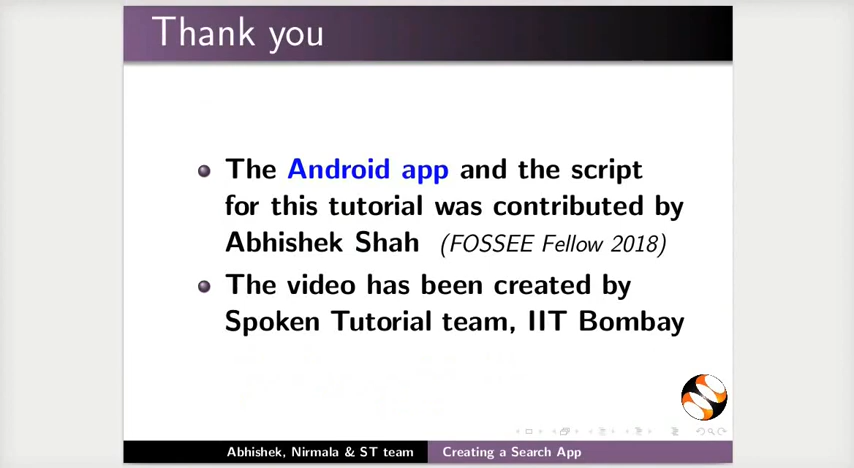 Thank you
The Android app and the script
for this tutorial was contributed by
Abhishek Shah (FOSSEE Fellow 2018)
The video has been created by
Spoken Tutorial team, IIT Bombay
Abhishek, Nirmala & ST team Creating a Search App